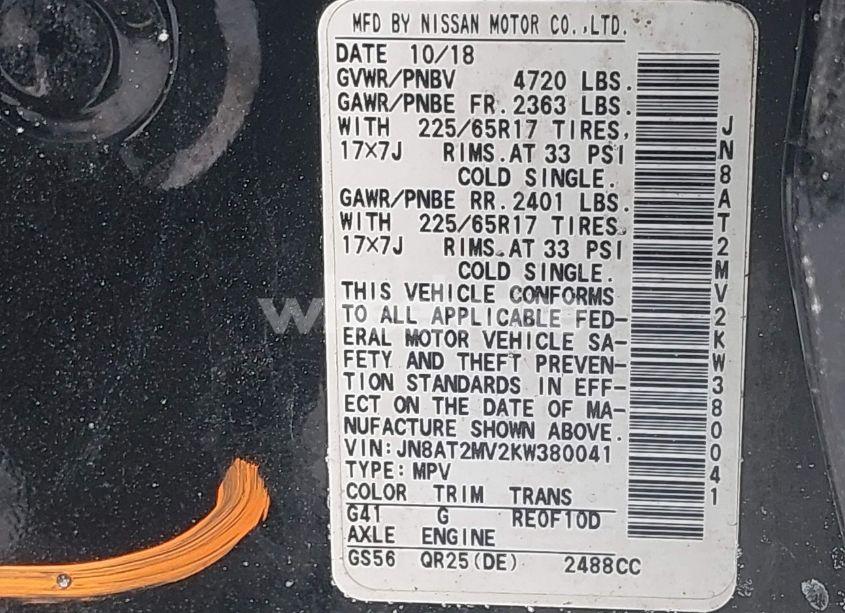 MFD BY NISSAN MOTOR CO.,LTD.
DATE 10/18
GVWR/PNBV 4720 LBS.
GAWR/PNBE FR. 2363 LBS.
WITH 225/65R17 TIRES,
17×7J RIMS. AT 33 PSI
COLD SINGLE.
GAWR/PNBE RR. 2401 LBS.
WITH 225/65R17 TIRES,
17×7J RIMS. AT 33 PSI
COLD SINGLE.
THIS VEHICLE CONFORMS
TO ALL APPLICABLE FED-
ERAL MOTOR VEHICLE SA-
FETY AND THEFT PREVEN-
TION STANDARDS IN EFF-
ECT ON THE DATE OF MA-
NUFACTURE SHOWN ABOVE.
VIN:JN8AT2MV2KW380041
TYPE:MPV
COLOR TRIM TRANS
G41 G RE0F10D
AXLE ENGINE
GS56 QR25(DE) 2488CC
JN8AT2MV2KW380041